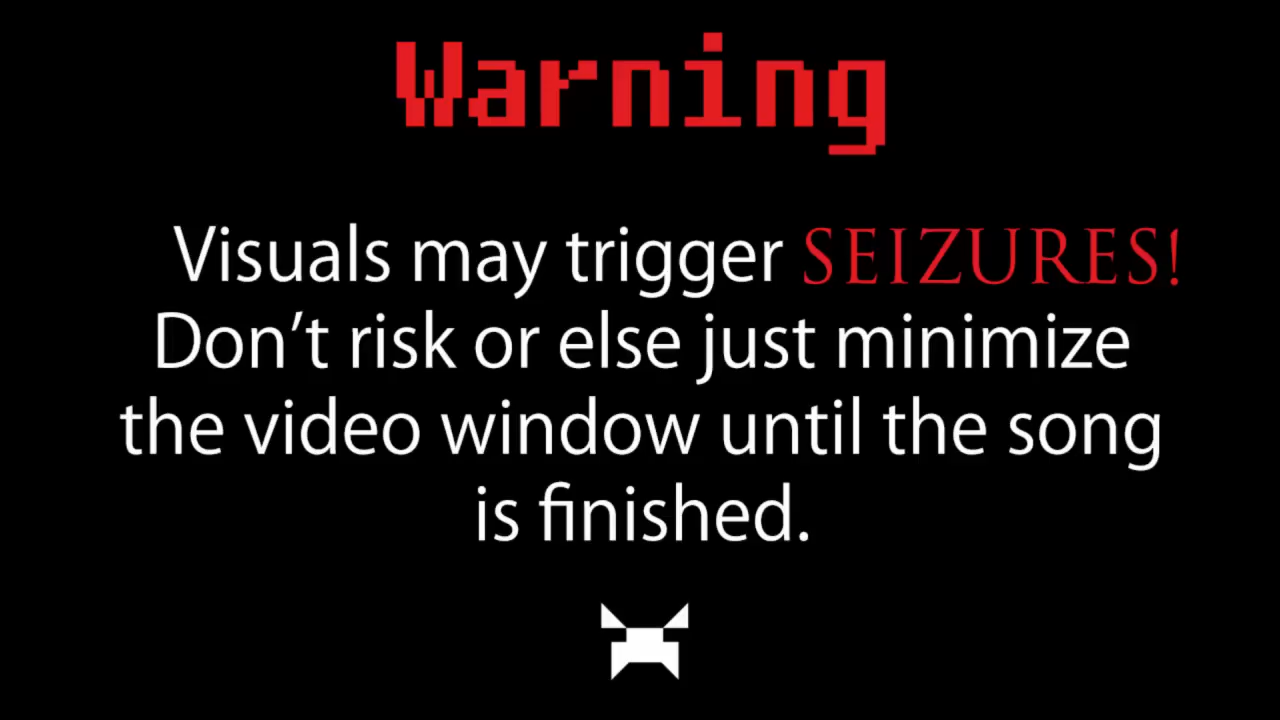 Warning
Visuals may trigger SEIZURES!
Don’t risk or else just minimize
the video window until the song
is finished.